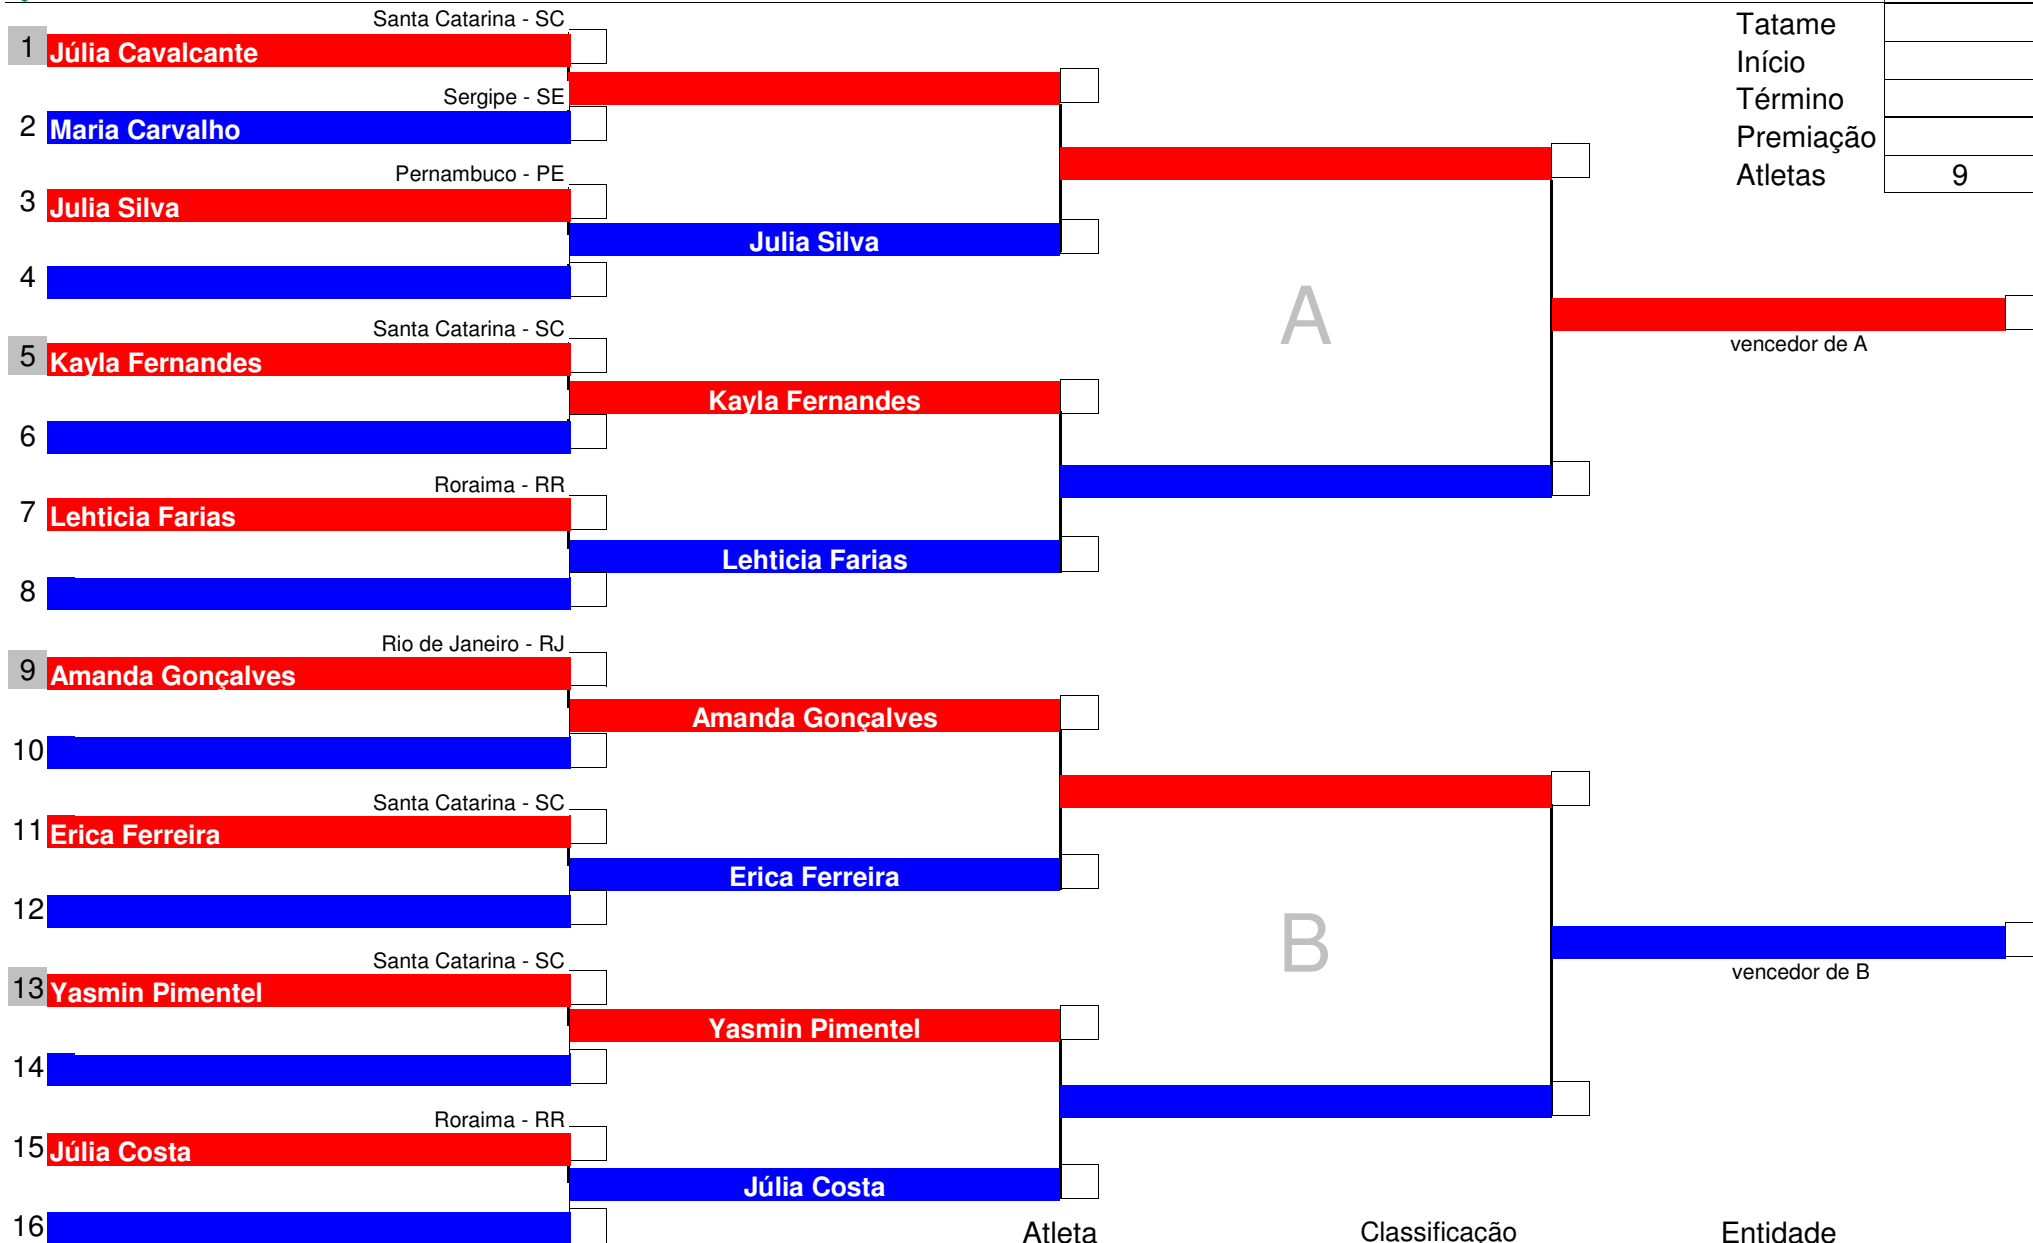 Santa Catarina - SC
1 Júlia Cavalcante
Sergipe - SE
2 Maria Carvalho
Pernambuco - PE
3 Julia Silva
Julia Silva
4
Santa Catarina - SC
5 Kayla Fernandes
Kayla Fernandes
6
Roraima - RR
7 Lehticia Farias
Lehticia Farias
8
Rio de Janeiro - RJ
9 Amanda Gonçalves
Amanda Gonçalves
10
Santa Catarina - SC
11 Erica Ferreira
Erica Ferreira
12
Santa Catarina - SC
13 Yasmin Pimentel
Yasmin Pimentel
14
Roraima - RR
15 Júlia Costa
Júlia Costa
16
A
B
vencedor de A
vencedor de B
Tatame
Início
Término
Premiação
Atletas 9
Atleta Classificação Entidade